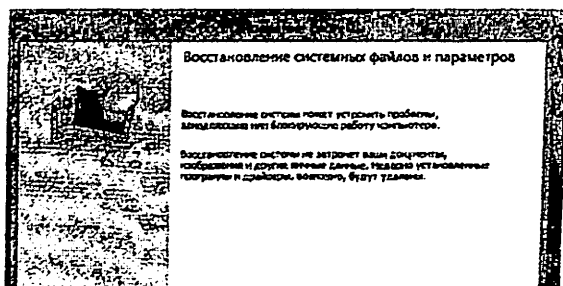 Восстановление системных файлов и параметров
Восстановление системы может устранить проблемы,
замедляющие или блокирующие работу компьютера.
Восстановление системы не затронет ваши документы,
изображения и другие личные данные. Недавно установленные
программы и драйверы, возможно, будут удалены.